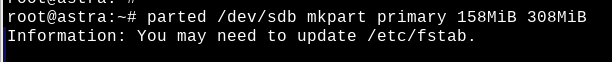 root@astra:~# parted /dev/sdb mkpart primary 158MiB 308MiB
Information: You may need to update /etc/fstab.